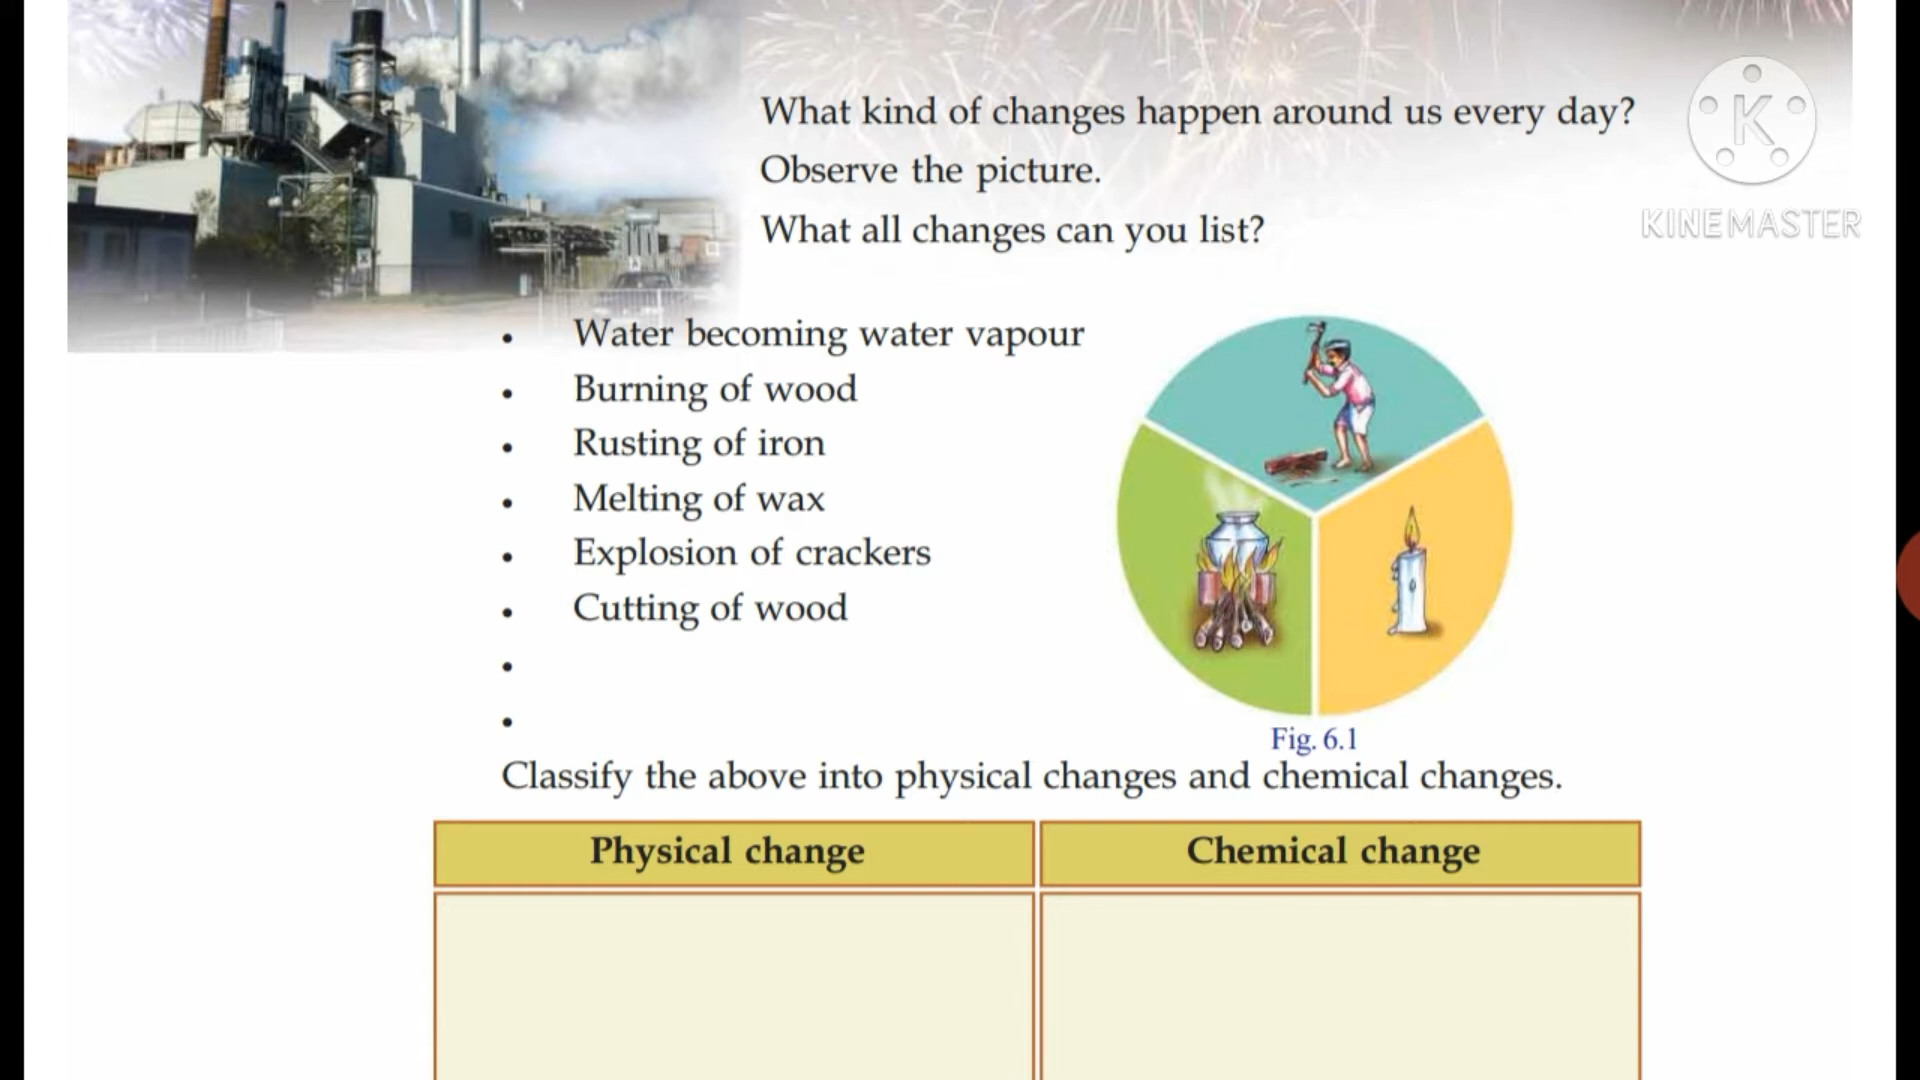 What kind of changes happen around us every day?
Observe the picture.
What all changes can you list?
K
KINEMASTER
• Water becoming water vapour
• Burning of wood
• Rusting of iron
• Melting of wax
• Explosion of crackers
• Cutting of wood
•
•
Fig. 6.1
Classify the above into physical changes and chemical changes.
Physical change
Chemical change